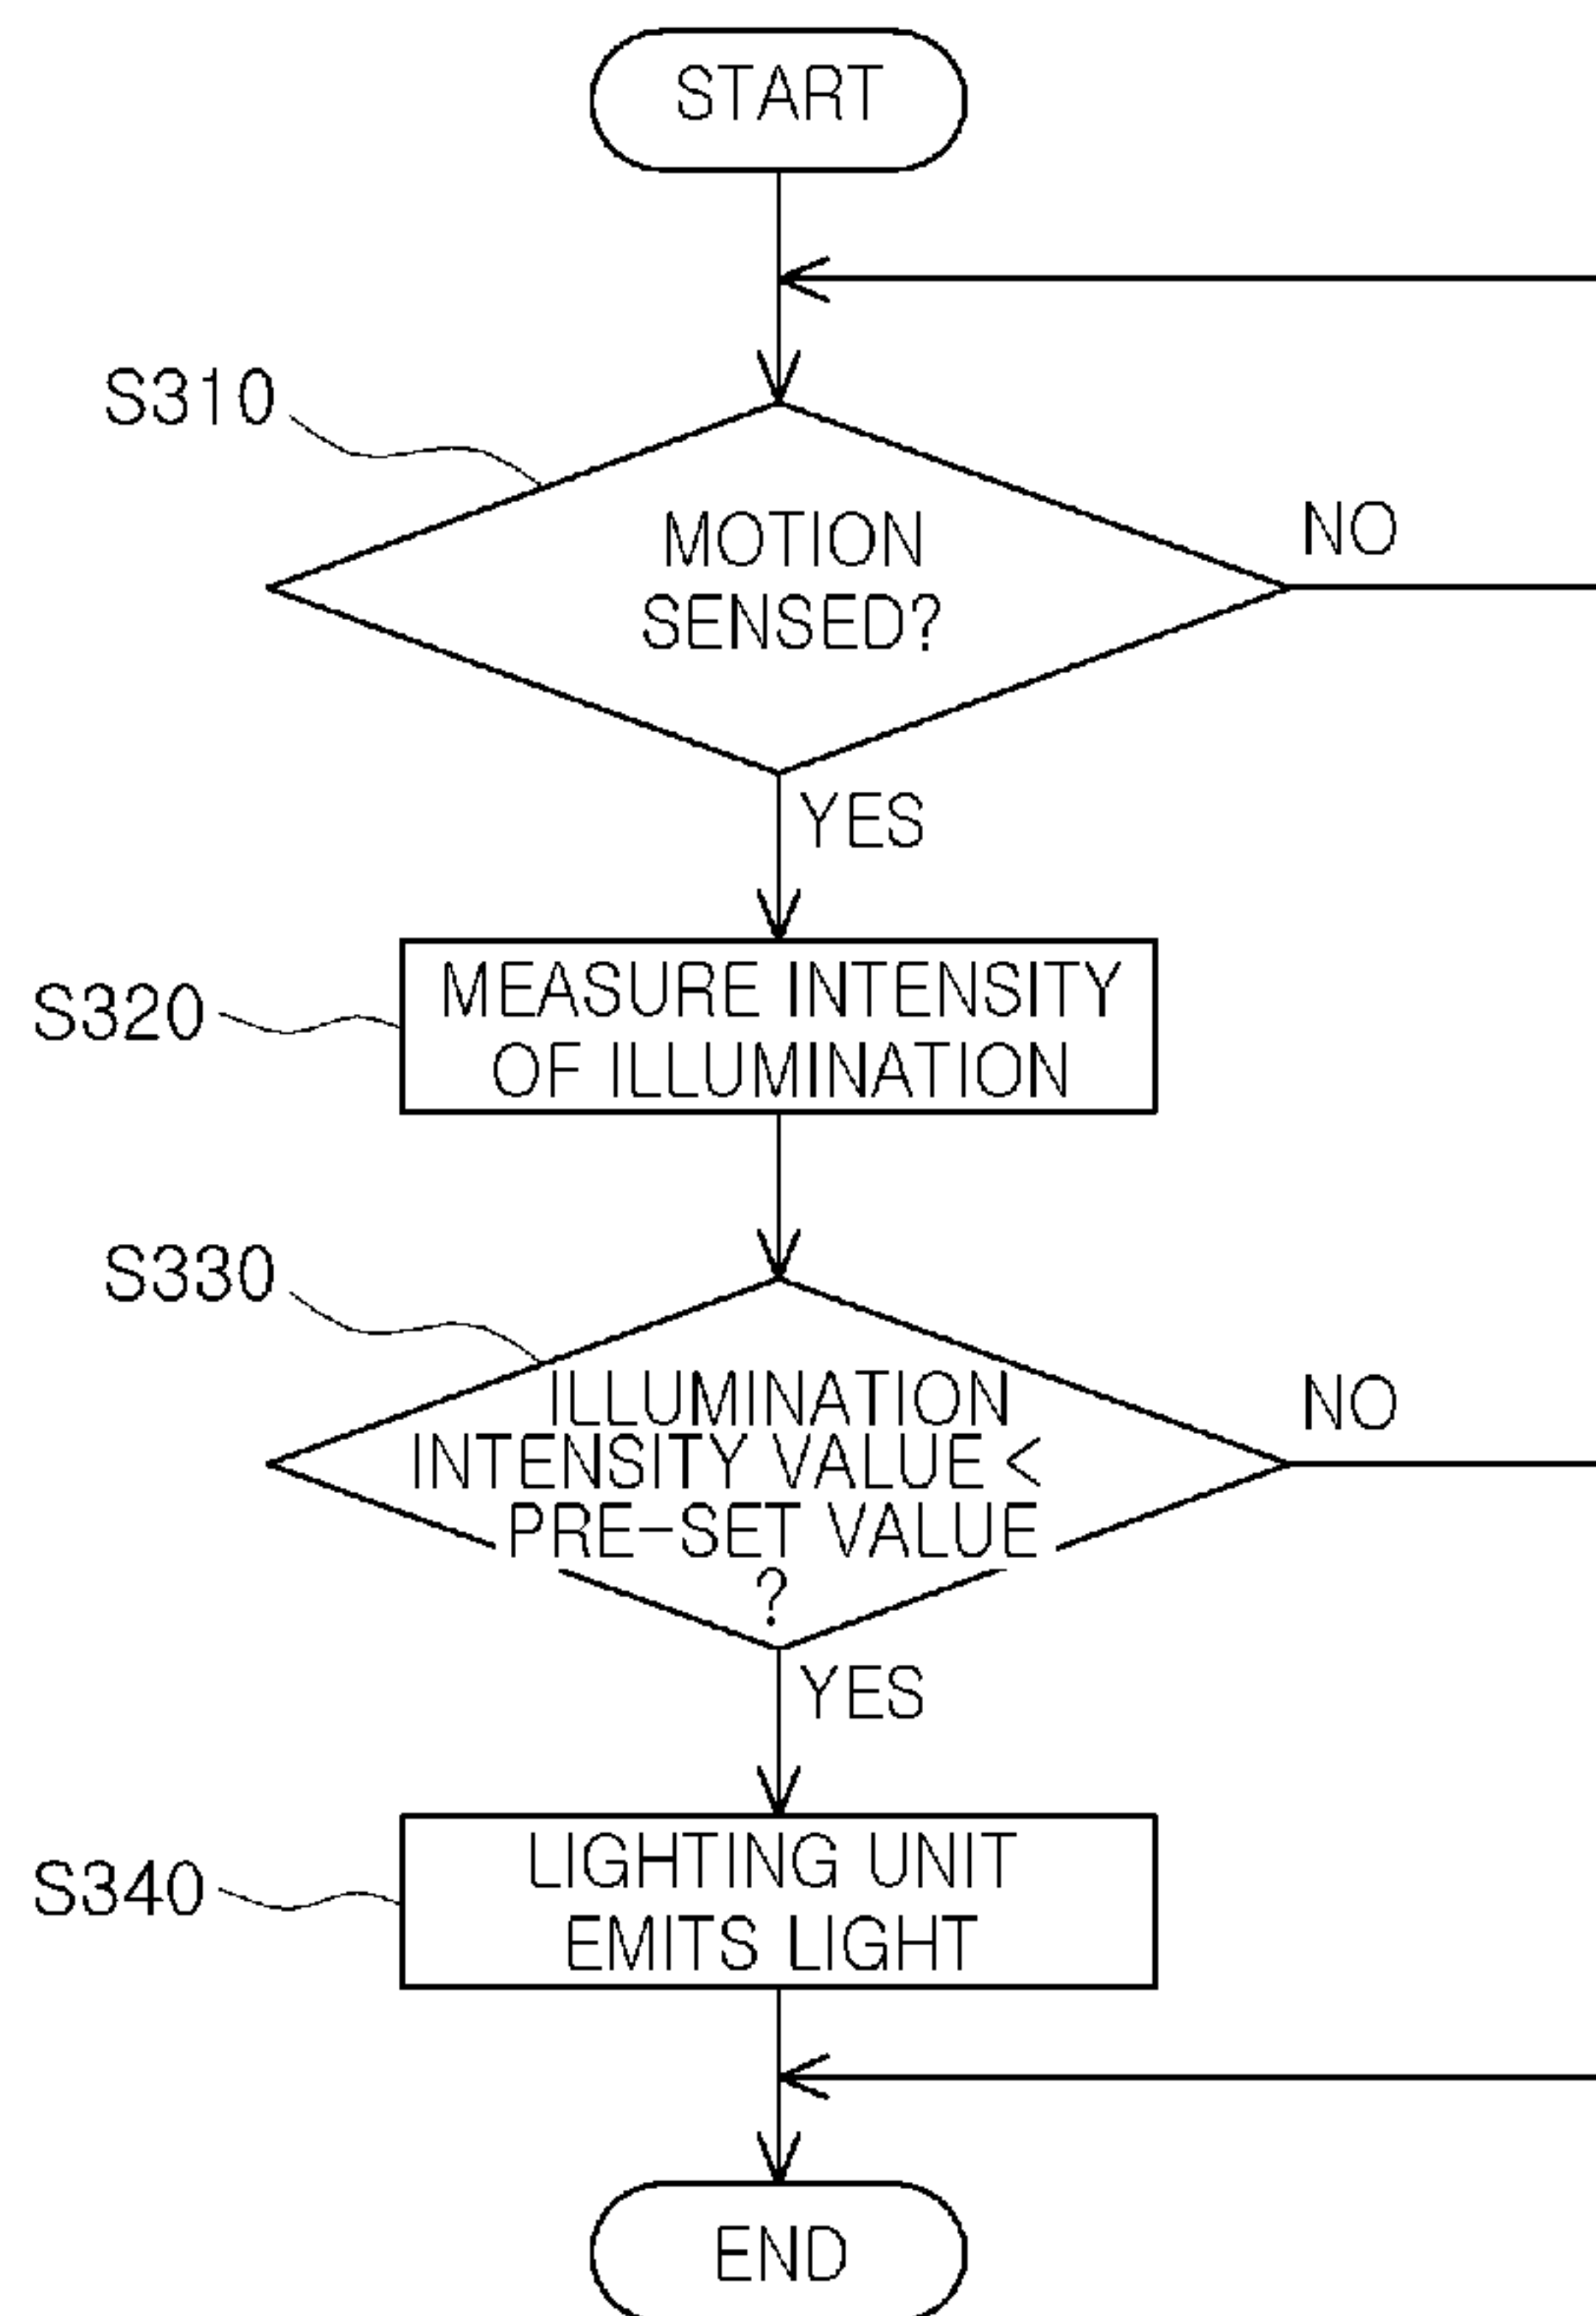 START
S310
MOTION
SENSED?
NO
YES
S320
MEASURE INTENSITY
OF ILLUMINATION
S330
ILLUMINATION
INTENSITY VALUE <
PRE-SET VALUE
?
NO
YES
S340
LIGHTING UNIT
EMITS LIGHT
END